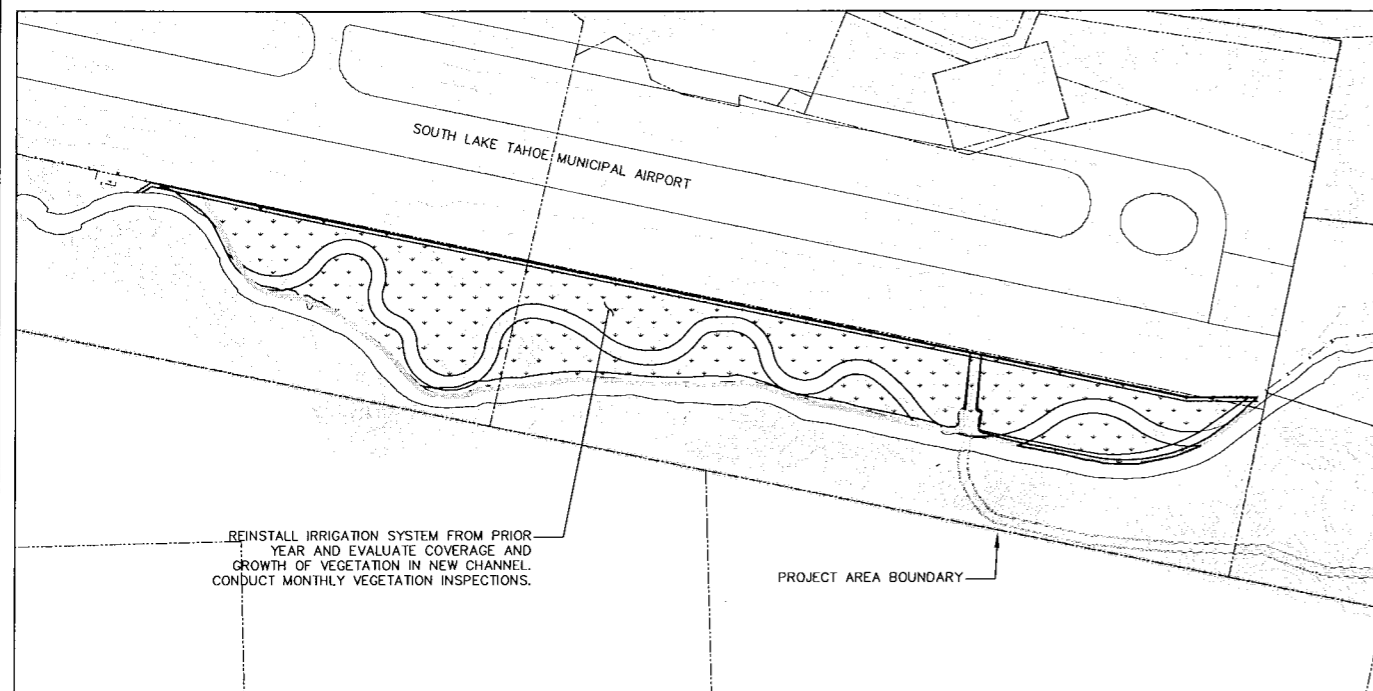 SOUTH LAKE TAHOE MUNICIPAL AIRPORT
REINSTALL IRRIGATION SYSTEM FROM PRIOR
YEAR AND EVALUATE COVERAGE AND
GROWTH OF VEGETATION IN NEW CHANNEL.
CONDUCT MONTHLY VEGETATION INSPECTIONS.
PROJECT AREA BOUNDARY